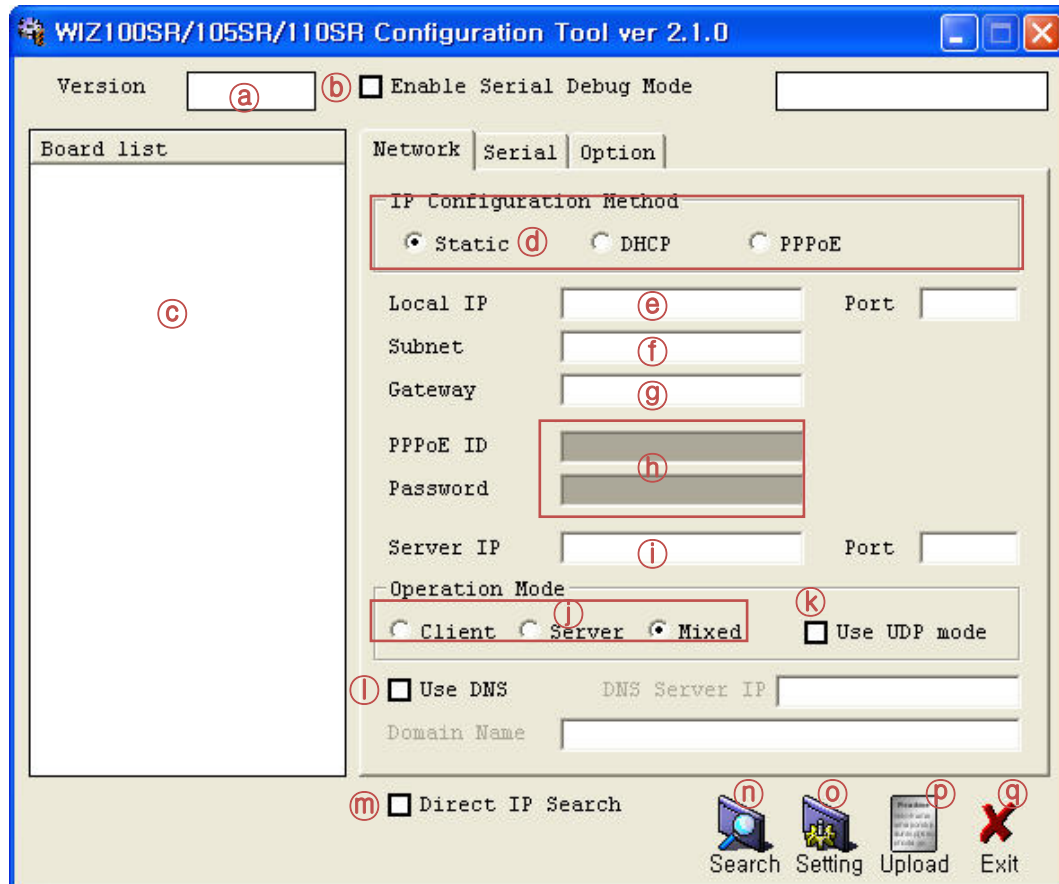 WIZ100SR/105SR/110SR Configuration Tool ver 2.1.0
Version ⓐ ⓑ Enable Serial Debug Mode
Board list
ⓒ
Network Serial Option
IP Configuration Method
Static ⓓ DHCP PPPoE
Local IP ⓔ Port
Subnet ⓕ
Gateway ⓖ
PPPoE ID
ⓗ
Password
Server IP ⓘ Port
Operation Mode
ⓙ ⓚ
Client Server Mixed Use UDP mode
ⓛ Use DNS DNS Server IP
Domain Name
ⓜ Direct IP Search
ⓝ ⓞ ⓟ ⓠ
Search Setting Upload Exit